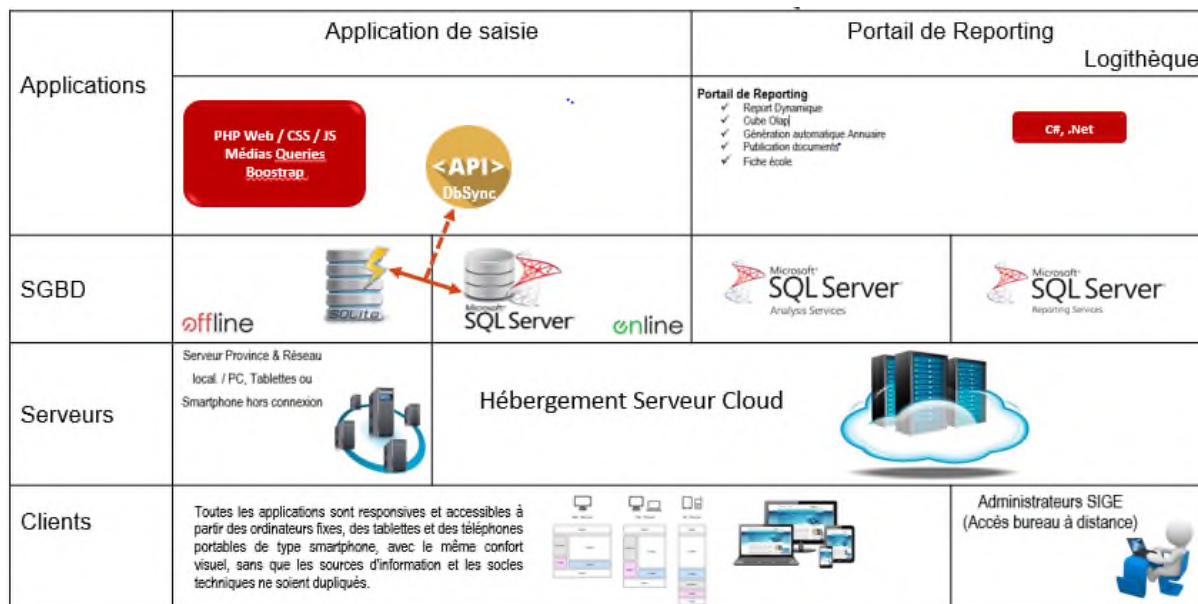 Application de saisie
Portail de Reporting
Logithèque
Applications
PHP Web / CSS / JS
Médias Queries
Boostrap
<API>
DbSync
Portail de Reporting
✓ Report Dynamique
✓ Cube Olap
✓ Génération automatique Annuaire
✓ Publication documents
✓ Fiche école
C#, .Net
SGBD
offline
SQLite
Microsoft
SQL Server
online
Microsoft
SQL Server
Analysis Services
Microsoft
SQL Server
Reporting Services
Serveurs
Serveur Province & Réseau
local. / PC, Tablettes ou
Smartphone hors connexion
Hébergement Serveur Cloud
Clients
Toutes les applications sont responsives et accessibles à
partir des ordinateurs fixes, des tablettes et des téléphones
portables de type smartphone, avec le même confort
visuel, sans que les sources d'information et les socles
techniques ne soient dupliqués.
Administrateurs SIGE
(Accès bureau à distance)